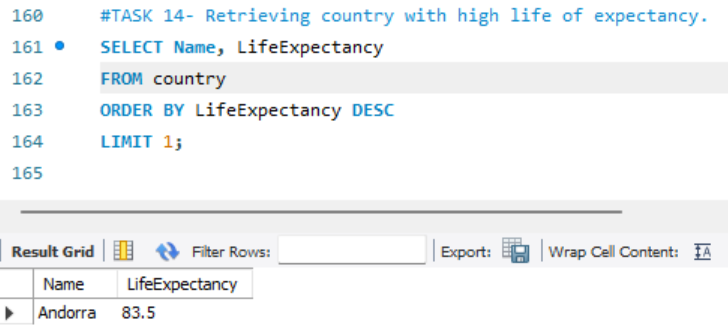 160 #TASK 14- Retrieving country with high life of expectancy.
161 SELECT Name, LifeExpectancy
162 FROM country
163 ORDER BY LifeExpectancy DESC
164 LIMIT 1;
165
Result Grid Filter Rows: Export: Wrap Cell Content:
Name LifeExpectancy
Andorra 83.5